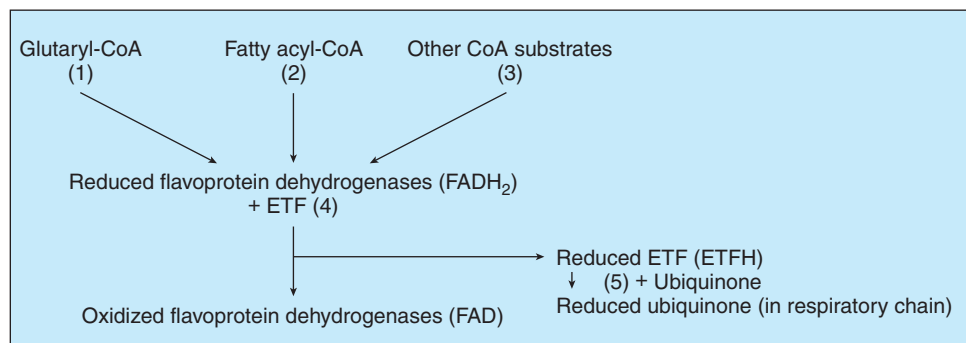 Glutaryl-CoA
(1)
Fatty acyl-CoA
(2)
Other CoA substrates
(3)
Reduced flavoprotein dehydrogenases (FADH₂)
+ ETF (4)
Reduced ETF (ETFH)
(5) + Ubiquinone
Reduced ubiquinone (in respiratory chain)
Oxidized flavoprotein dehydrogenases (FAD)